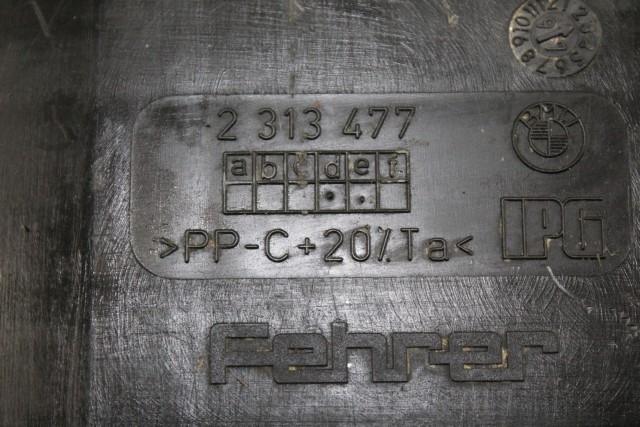 2 313 477
BMW
a b c d e f
>PP-C+20%Ta<
IPG
Fehrer